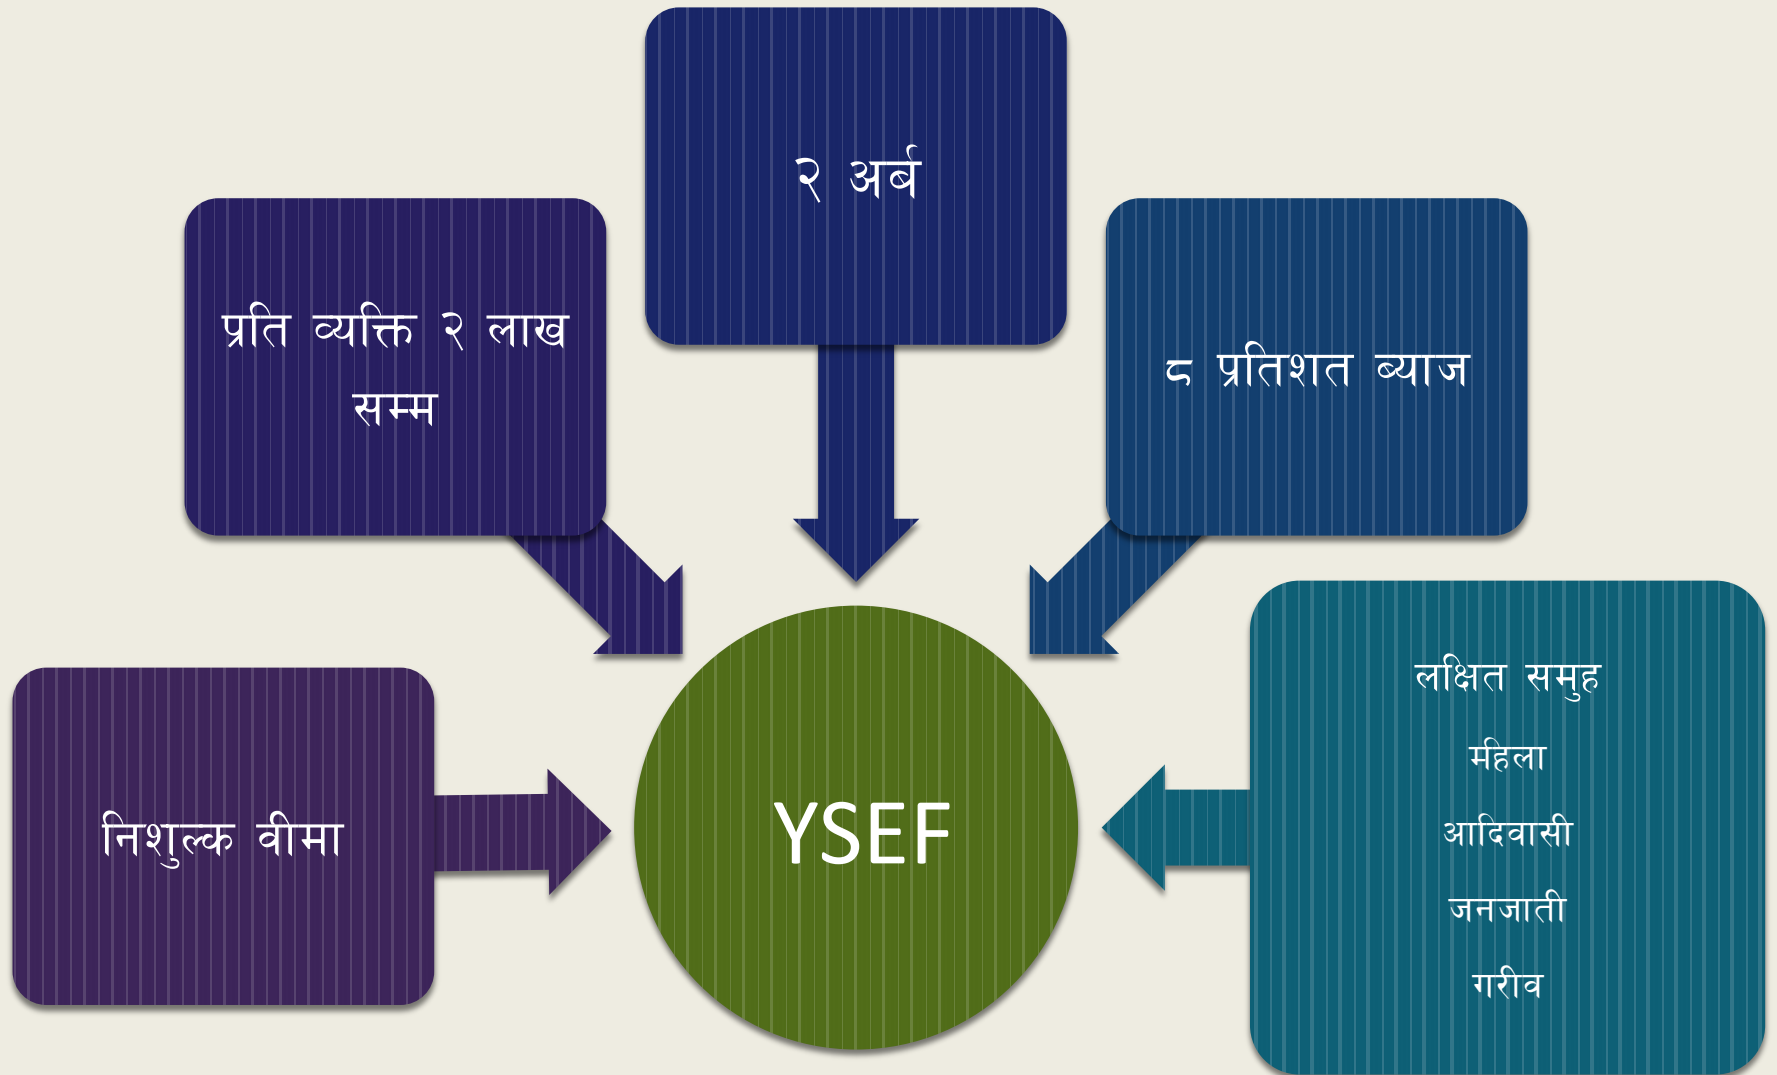 २ अर्ब
प्रति व्यक्ति २ लाख
सम्म
८ प्रतिशत ब्याज
निशुल्क वीमा
YSEF
लक्षित समुह
महिला
आदिवासी
जनजाती
गरीव